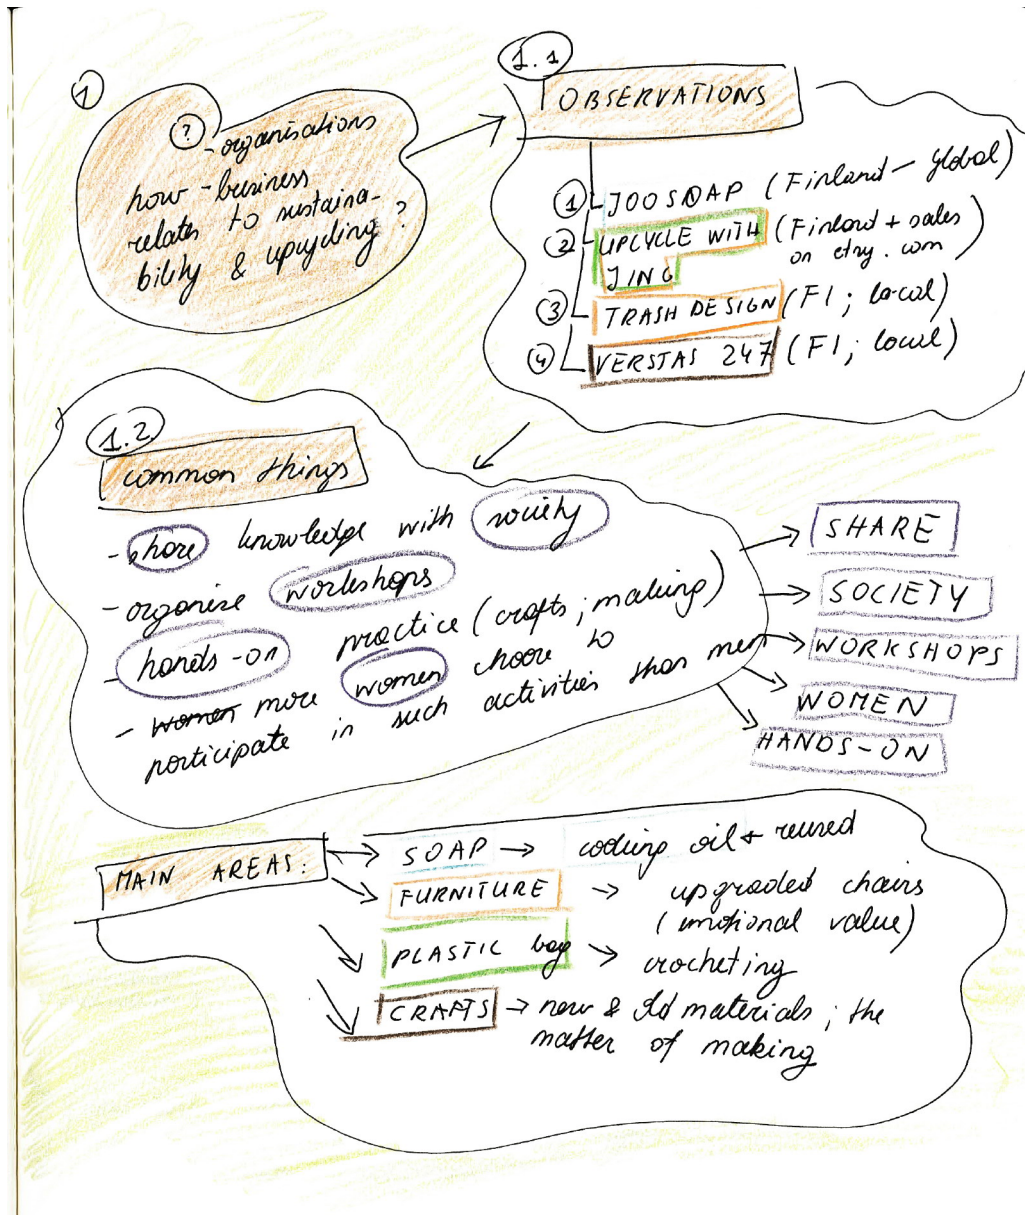 1
? - organisations
how - business
relates to sustaina-
bility & upcycling?
1.1
OBSERVATIONS
1 JOOSOAP (Finland - global)
2 UPCYCLE WITH (Finland + sales
JING on etsy.com)
3 TRASH DESIGN (FI; local)
4 VERSTAS 247 (FI; local)
1.2
common things
- share knowledge with society
- organise workshops
- hands-on practice (crafts; making)
- women more women choose to
participate in such activities than men
SHARE
SOCIETY
WORKSHOPS
WOMEN
HANDS-ON
MAIN AREAS:
SOAP → cooking oil + reused
FURNITURE → upgraded chairs
(emotional value)
PLASTIC bag → crocheting
CRAFTS → new & old materials; the
matter of making